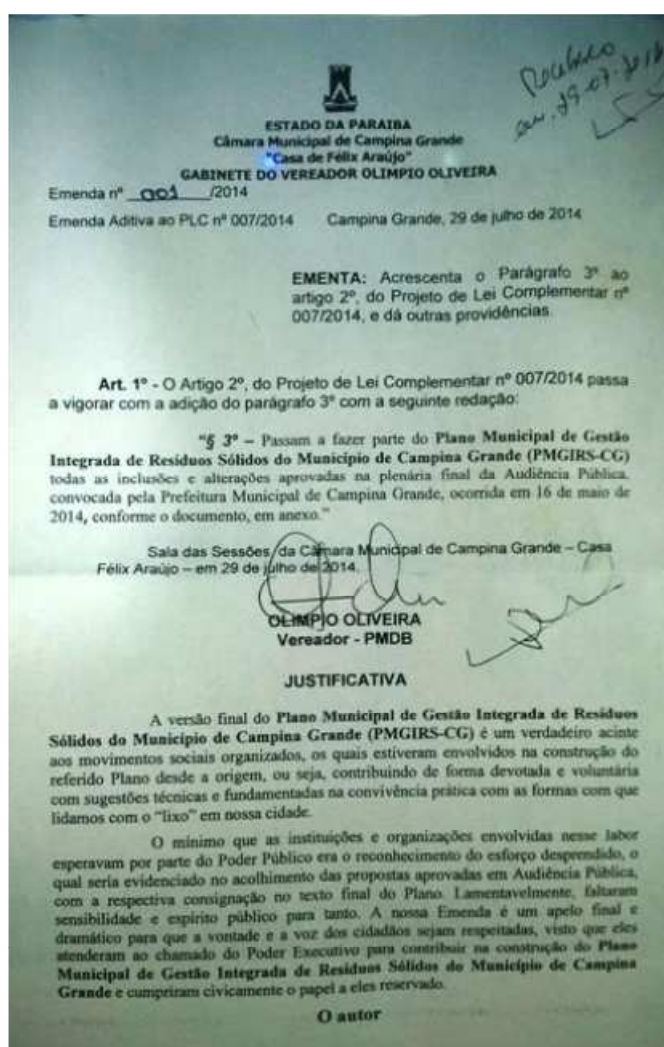 Recebido
em, 29-07-2014
ESTADO DA PARAIBA
Câmara Municipal de Campina Grande
"Casa de Félix Araújo"
GABINETE DO VEREADOR OLIMPIO OLIVEIRA
Emenda nº 001 /2014
Emenda Aditiva ao PLC nº 007/2014 Campina Grande, 29 de julho de 2014
EMENTA: Acrescenta o Parágrafo 3º ao
artigo 2º, do Projeto de Lei Complementar nº
007/2014, e dá outras providências
Art. 1º - O Artigo 2º, do Projeto de Lei Complementar nº 007/2014 passa
a vigorar com a adição do parágrafo 3º com a seguinte redação:
"§ 3º – Passam a fazer parte do Plano Municipal de Gestão
Integrada de Resíduos Sólidos do Município de Campina Grande (PMGIRS-CG)
todas as inclusões e alterações aprovadas na plenária final da Audiência Pública,
convocada pela Prefeitura Municipal de Campina Grande, ocorrida em 16 de maio de
2014, conforme o documento, em anexo."
Sala das Sessões da Câmara Municipal de Campina Grande – Casa
Félix Araújo – em 29 de julho de 2014.
OLIMPIO OLIVEIRA
Vereador - PMDB
JUSTIFICATIVA
A versão final do Plano Municipal de Gestão Integrada de Resíduos
Sólidos do Município de Campina Grande (PMGIRS-CG) é um verdadeiro acinte
aos movimentos sociais organizados, os quais estiveram envolvidos na construção do
referido Plano desde a origem, ou seja, contribuindo de forma devotada e voluntária
com sugestões técnicas e fundamentadas na convivência prática com as formas com que
lidamos com o "lixo" em nossa cidade.
O mínimo que as instituições e organizações envolvidas nesse labor
esperavam por parte do Poder Público era o reconhecimento do esforço desprendido, o
qual seria evidenciado no acolhimento das propostas aprovadas em Audiência Pública,
com a respectiva consignação no texto final do Plano. Lamentavelmente, faltaram
sensibilidade e espírito público para tanto. A nossa Emenda é um apelo final e
dramático para que a vontade e a voz dos cidadãos sejam respeitadas, visto que eles
atenderam ao chamado do Poder Executivo para contribuir na construção do Plano
Municipal de Gestão Integrada de Resíduos Sólidos do Município de Campina
Grande e cumpriram civicamente o papel a eles reservado.
O autor